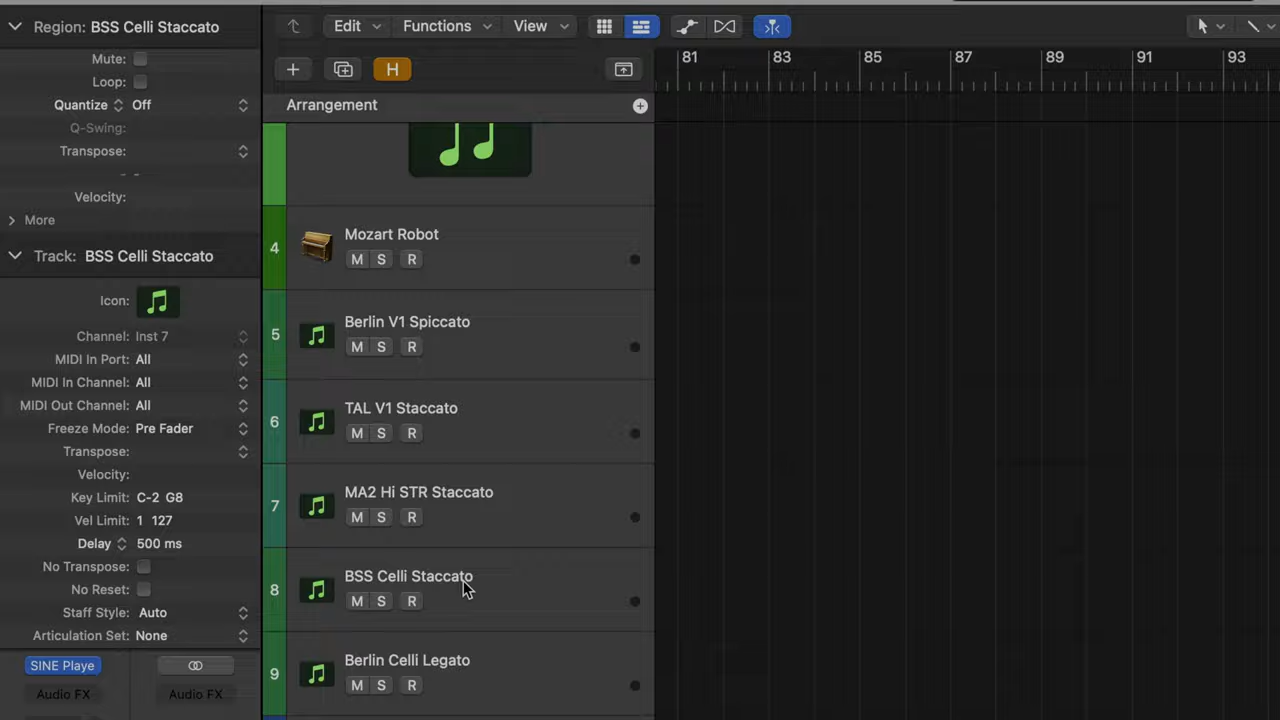 Region: BSS Celli Staccato
Mute:
Loop:
Quantize Off
Q-Swing:
Transpose:
- -
Velocity:
More
Track: BSS Celli Staccato
Icon:
Channel: Inst 7
MIDI In Port: All
MIDI In Channel: All
MIDI Out Channel: All
Freeze Mode: Pre Fader
Transpose:
Velocity:
Key Limit: C-2 G8
Vel Limit: 1 127
Delay 500 ms
No Transpose:
No Reset:
Staff Style: Auto
Articulation Set: None
SINE Playe
Audio FX Audio FX
Edit Functions View
H
Arrangement
81 83 85 87 89 91 93
4 Mozart Robot
M S R
5 Berlin V1 Spiccato
M S R
6 TAL V1 Staccato
M S R
7 MA2 Hi STR Staccato
M S R
8 BSS Celli Staccato
M S R
9 Berlin Celli Legato
M S R